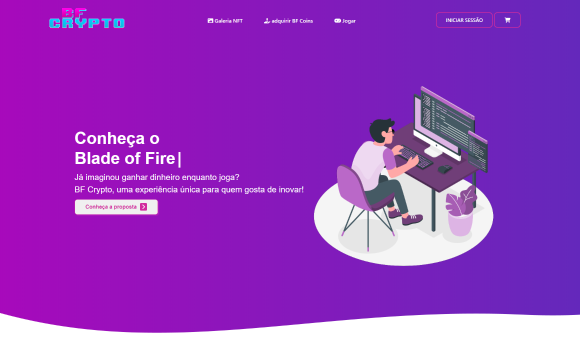 BF
CRYPTO
Galeria NFT
adquirir BF Coins
Jogar
INICIAR SESSÃO
Conheça o
Blade of Fire|
Já imaginou ganhar dinheiro enquanto joga?
BF Crypto, uma experiência única para quem gosta de inovar!
Conheça a proposta